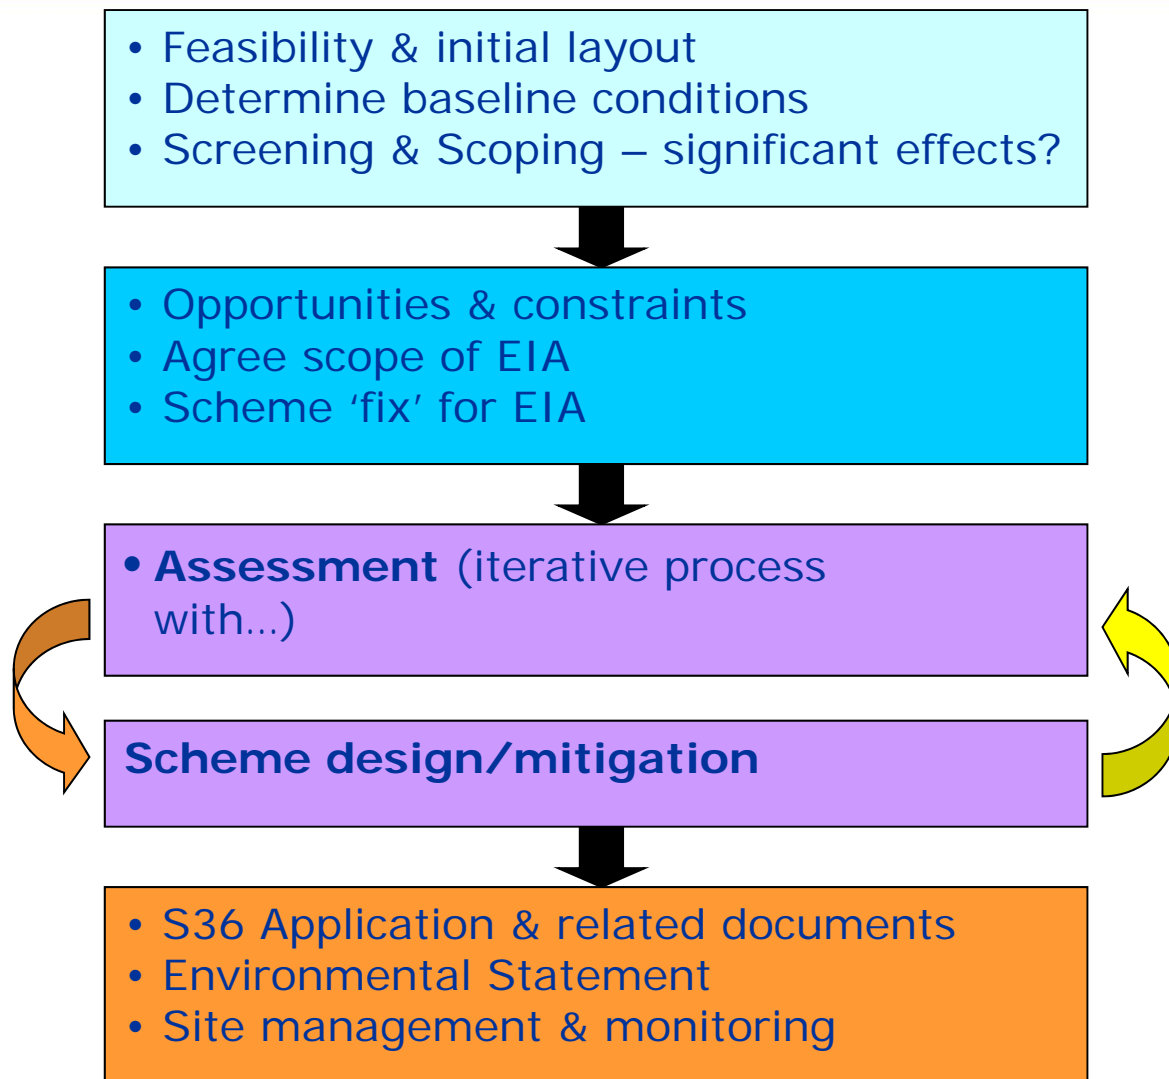 • Feasibility & initial layout
• Determine baseline conditions
• Screening & Scoping – significant effects?
• Opportunities & constraints
• Agree scope of EIA
• Scheme ‘fix’ for EIA
• Assessment (iterative process
with…)
Scheme design/mitigation
• S36 Application & related documents
• Environmental Statement
• Site management & monitoring